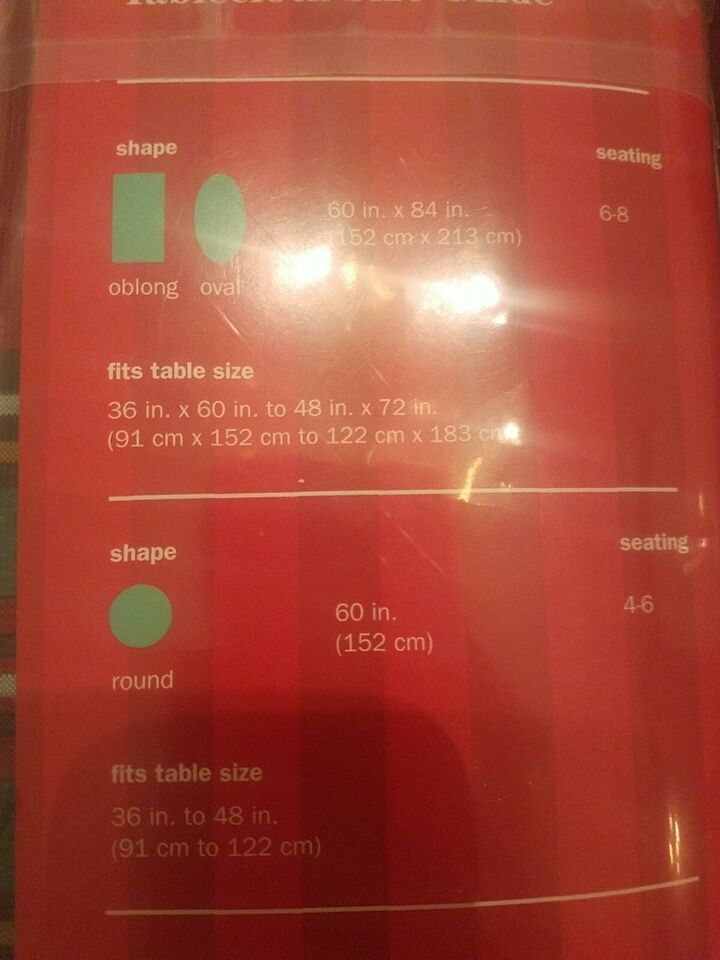 Tablecloth Size Guide
shape
seating
60 in. x 84 in.
(152 cm x 213 cm)
6-8
oblong oval
fits table size
36 in. x 60 in. to 48 in. x 72 in.
(91 cm x 152 cm to 122 cm x 183 cm)
shape
seating
60 in.
(152 cm)
4-6
round
fits table size
36 in. to 48 in.
(91 cm to 122 cm)